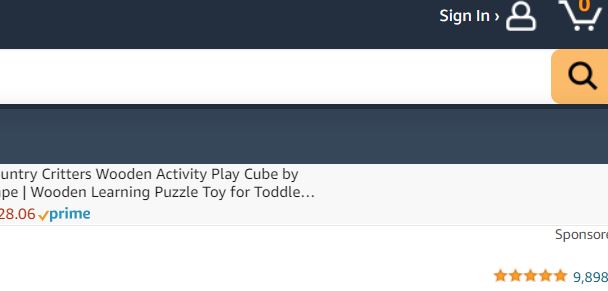 Sign In ›
0
untry Critters Wooden Activity Play Cube by
pe | Wooden Learning Puzzle Toy for Toddle...
28.06 prime
Sponsor
9,898